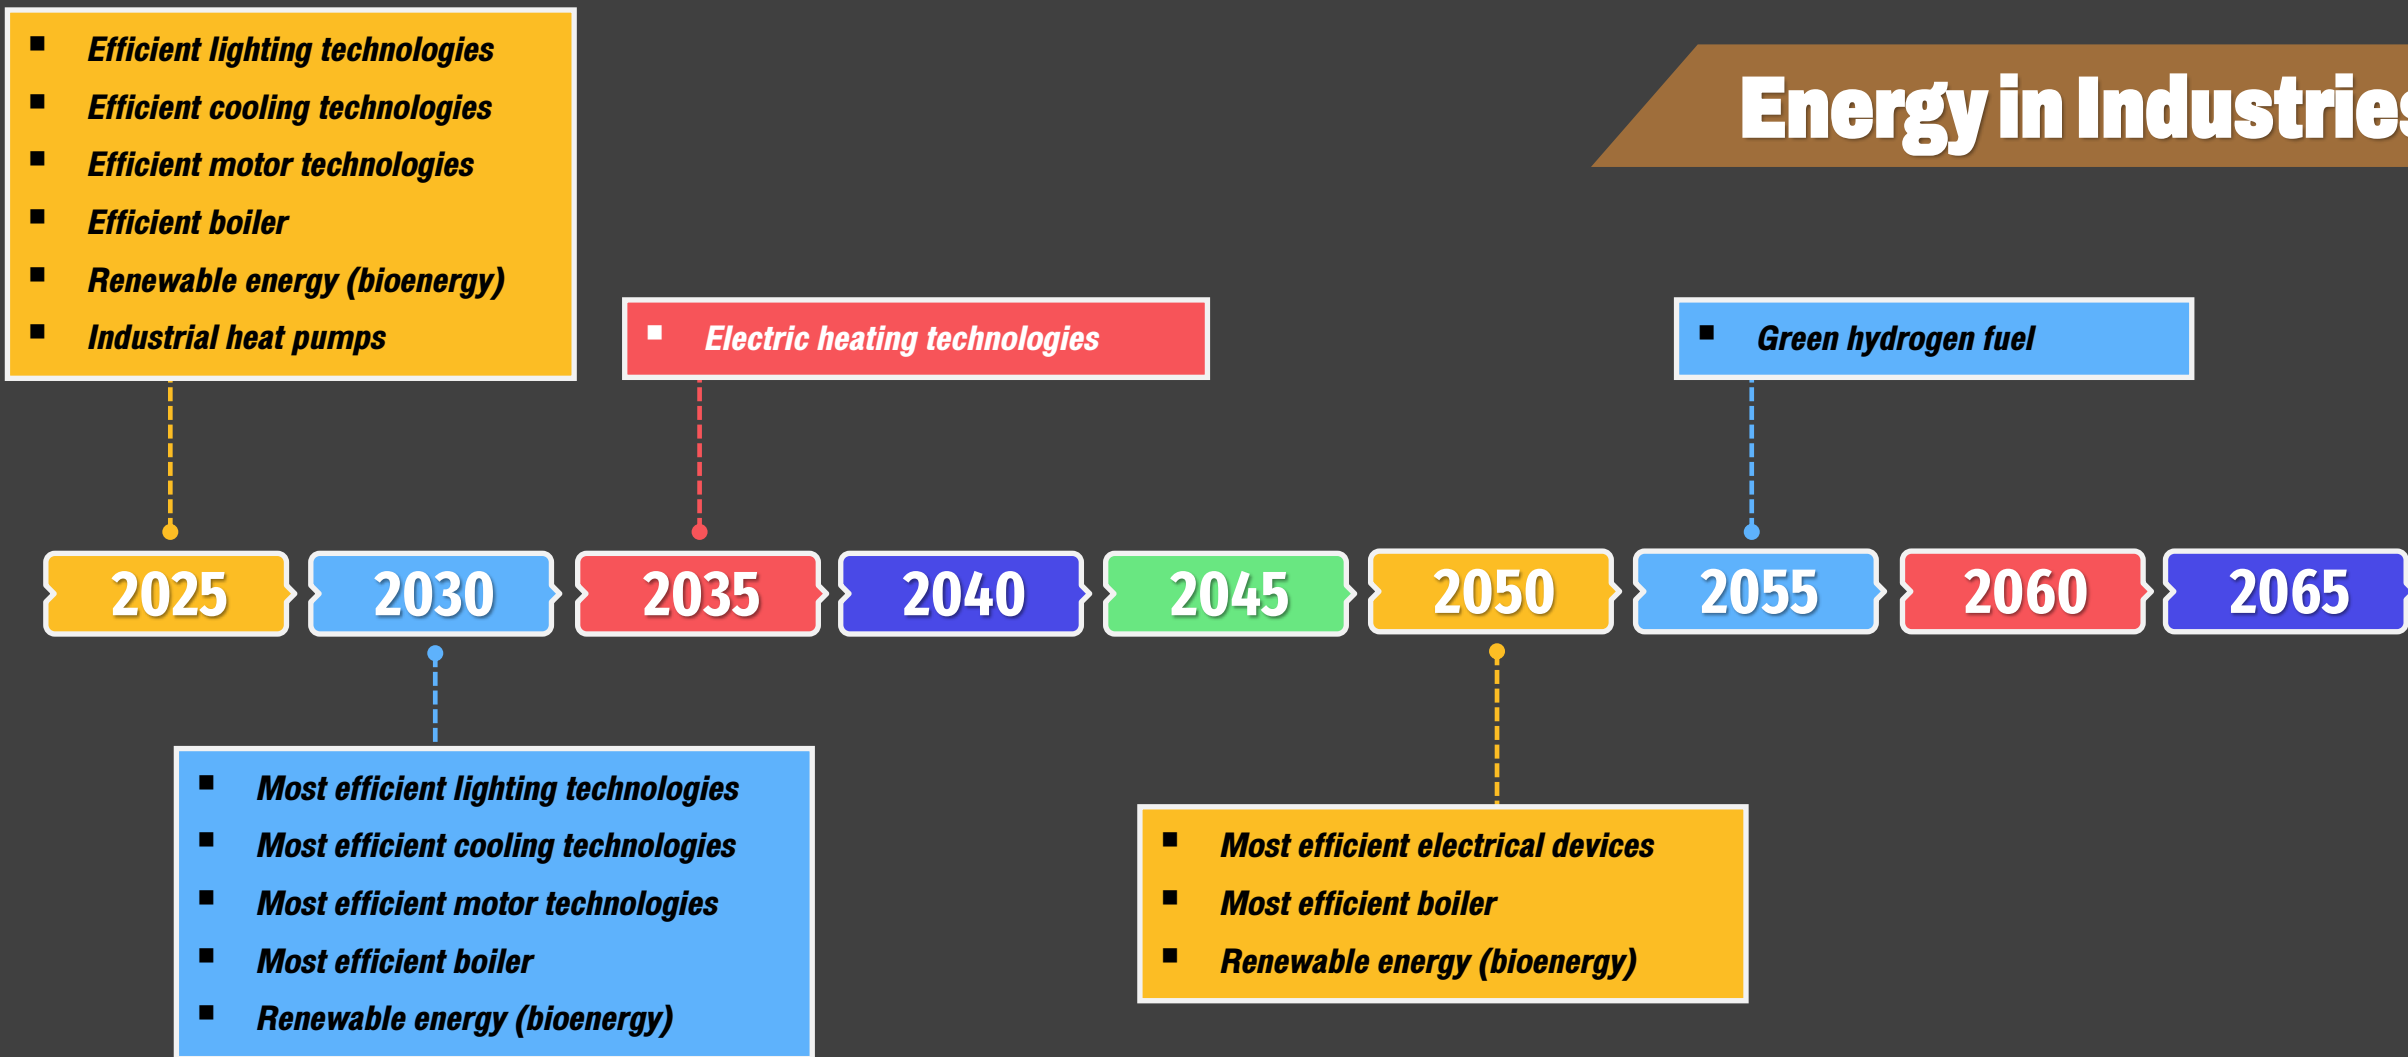 Energy in Industries
▪ Efficient lighting technologies
▪ Efficient cooling technologies
▪ Efficient motor technologies
▪ Efficient boiler
▪ Renewable energy (bioenergy)
▪ Industrial heat pumps
▪ Electric heating technologies
▪ Green hydrogen fuel
2025 2030 2035 2040 2045 2050 2055 2060 2065
▪ Most efficient lighting technologies
▪ Most efficient cooling technologies
▪ Most efficient motor technologies
▪ Most efficient boiler
▪ Renewable energy (bioenergy)
▪ Most efficient electrical devices
▪ Most efficient boiler
▪ Renewable energy (bioenergy)